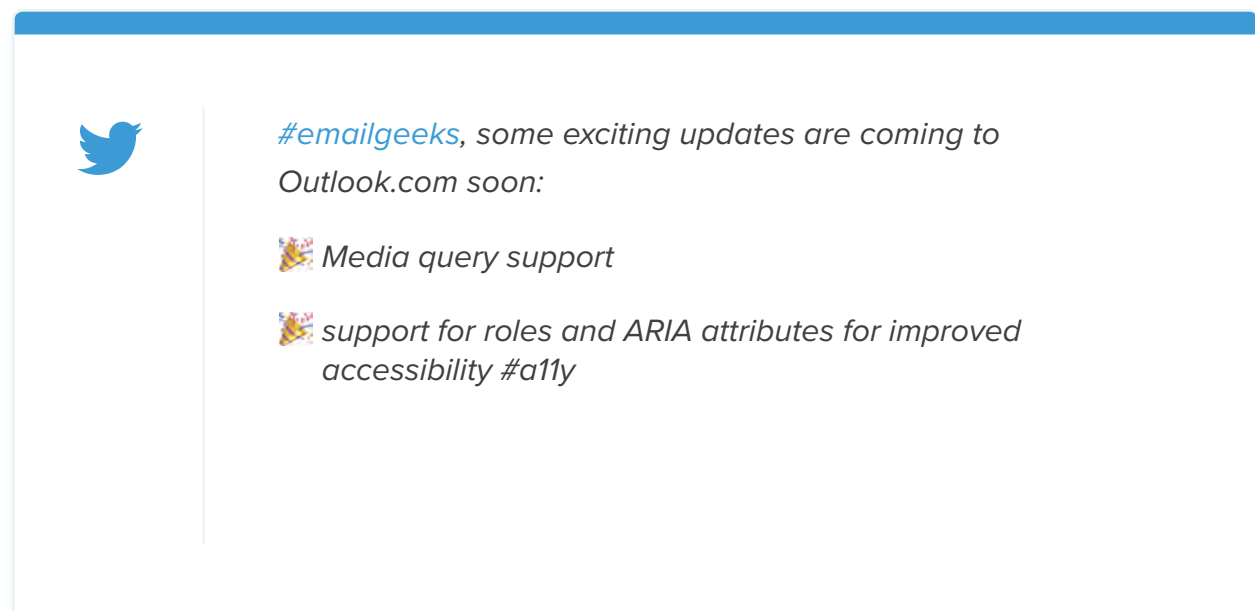 #emailgeeks, some exciting updates are coming to
Outlook.com soon:
🎉 Media query support
🎉 support for roles and ARIA attributes for improved
accessibility #a11y